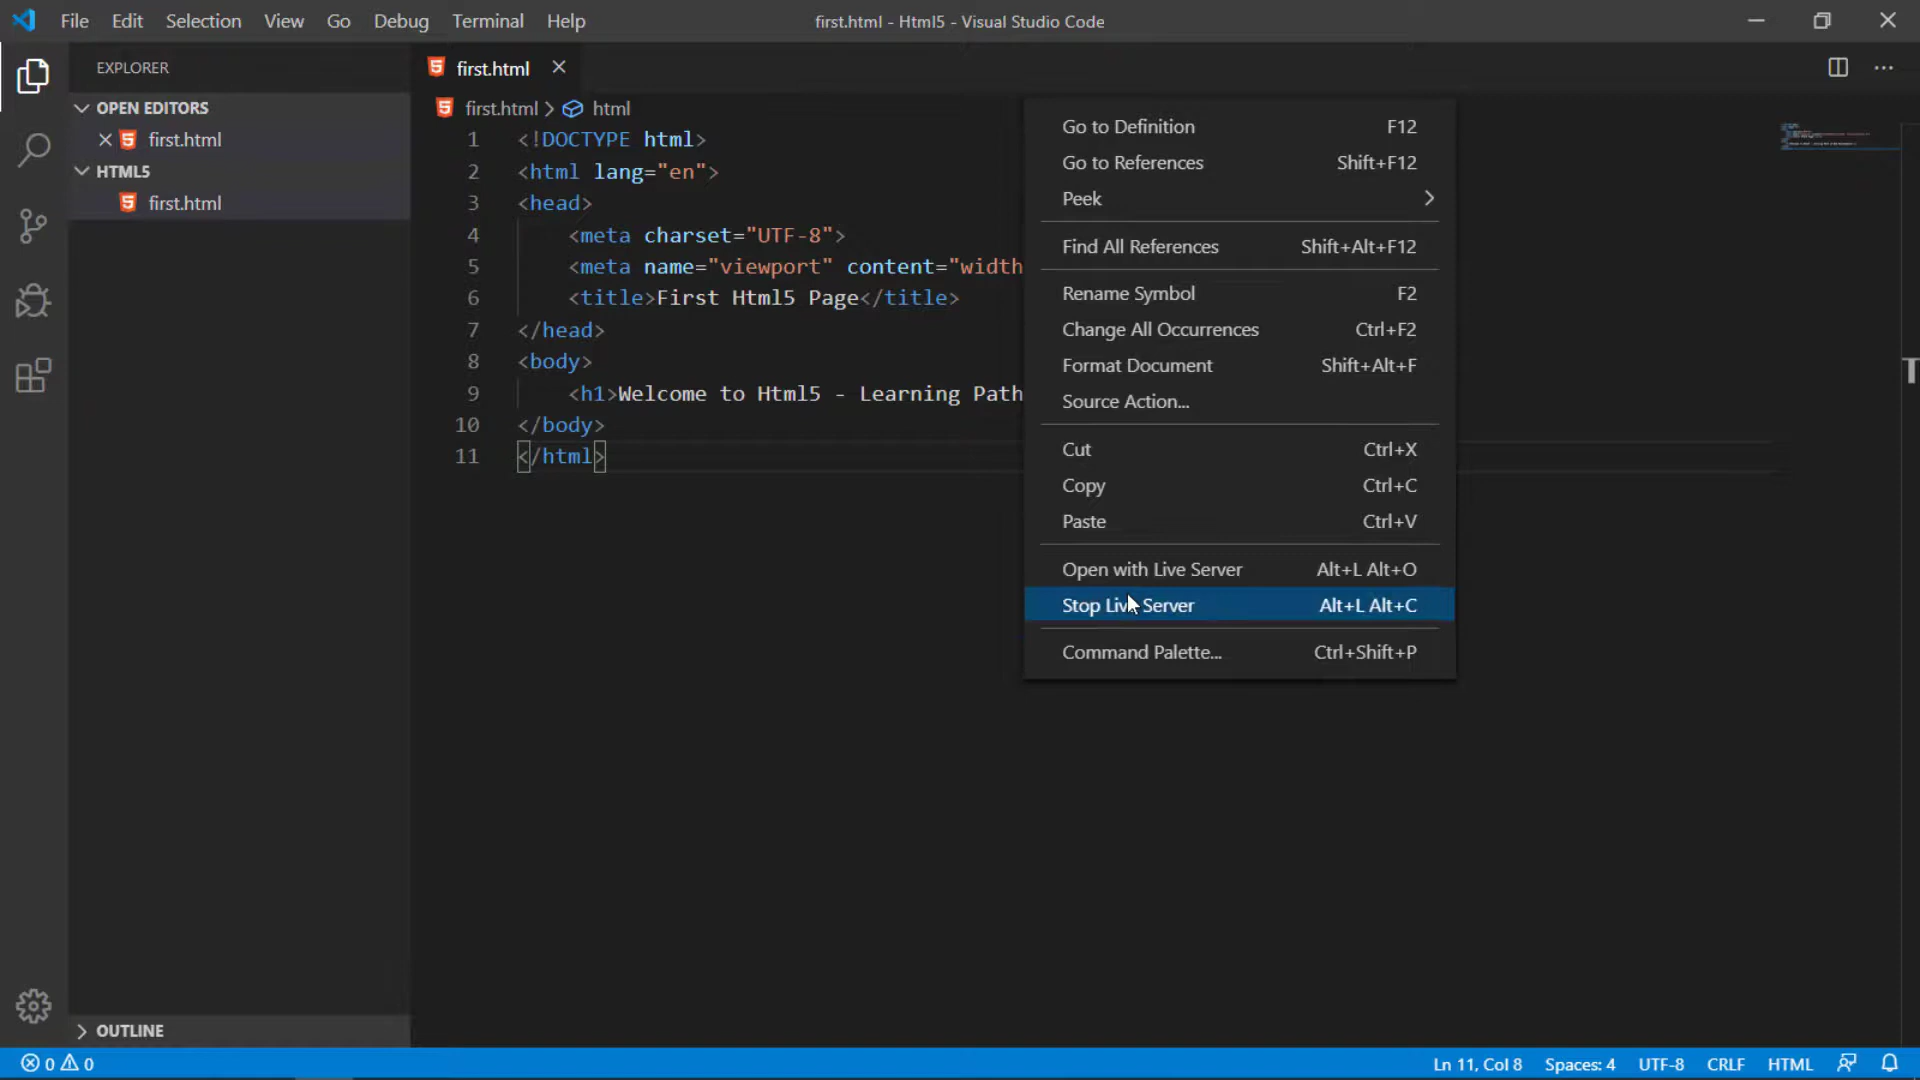 File Edit Selection View Go Debug Terminal Help
first.html - Html5 - Visual Studio Code
EXPLORER
OPEN EDITORS
first.html
HTML5
first.html
OUTLINE
first.html
first.html > html
1 <!DOCTYPE html>
2 <html lang="en">
3 <head>
4 <meta charset="UTF-8">
5 <meta name="viewport" content="width
6 <title>First Html5 Page</title>
7 </head>
8 <body>
9 <h1>Welcome to Html5 - Learning Path
10 </body>
11 </html>
Go to Definition F12
Go to References Shift+F12
Peek
Find All References Shift+Alt+F12
Rename Symbol F2
Change All Occurrences Ctrl+F2
Format Document Shift+Alt+F
Source Action...
Cut Ctrl+X
Copy Ctrl+C
Paste Ctrl+V
Open with Live Server Alt+L Alt+O
Stop Live Server Alt+L Alt+C
Command Palette... Ctrl+Shift+P
0 0
Ln 11, Col 8 Spaces: 4 UTF-8 CRLF HTML